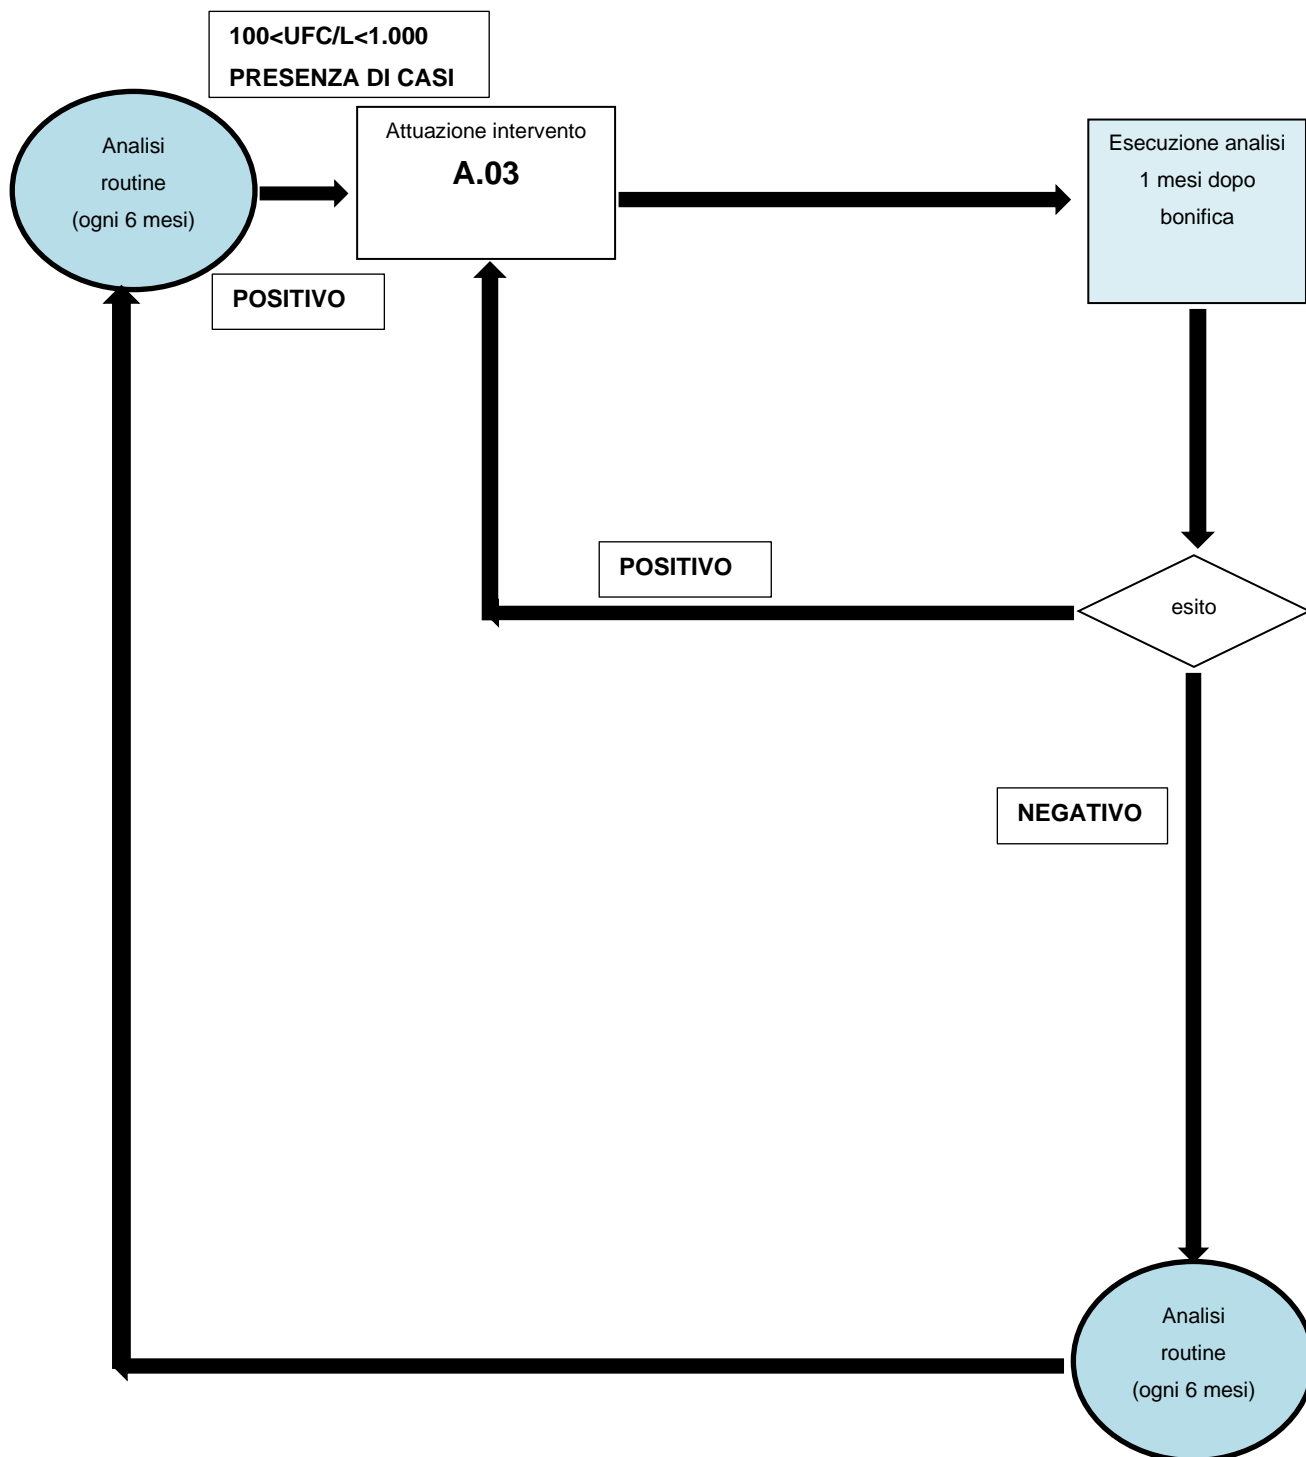 100<UFC/L<1.000
PRESENZA DI CASI
Analisi
routine
(ogni 6 mesi)
Attuazione intervento
A.03
Esecuzione analisi
1 mesi dopo
bonifica
POSITIVO
POSITIVO
esito
NEGATIVO
Analisi
routine
(ogni 6 mesi)